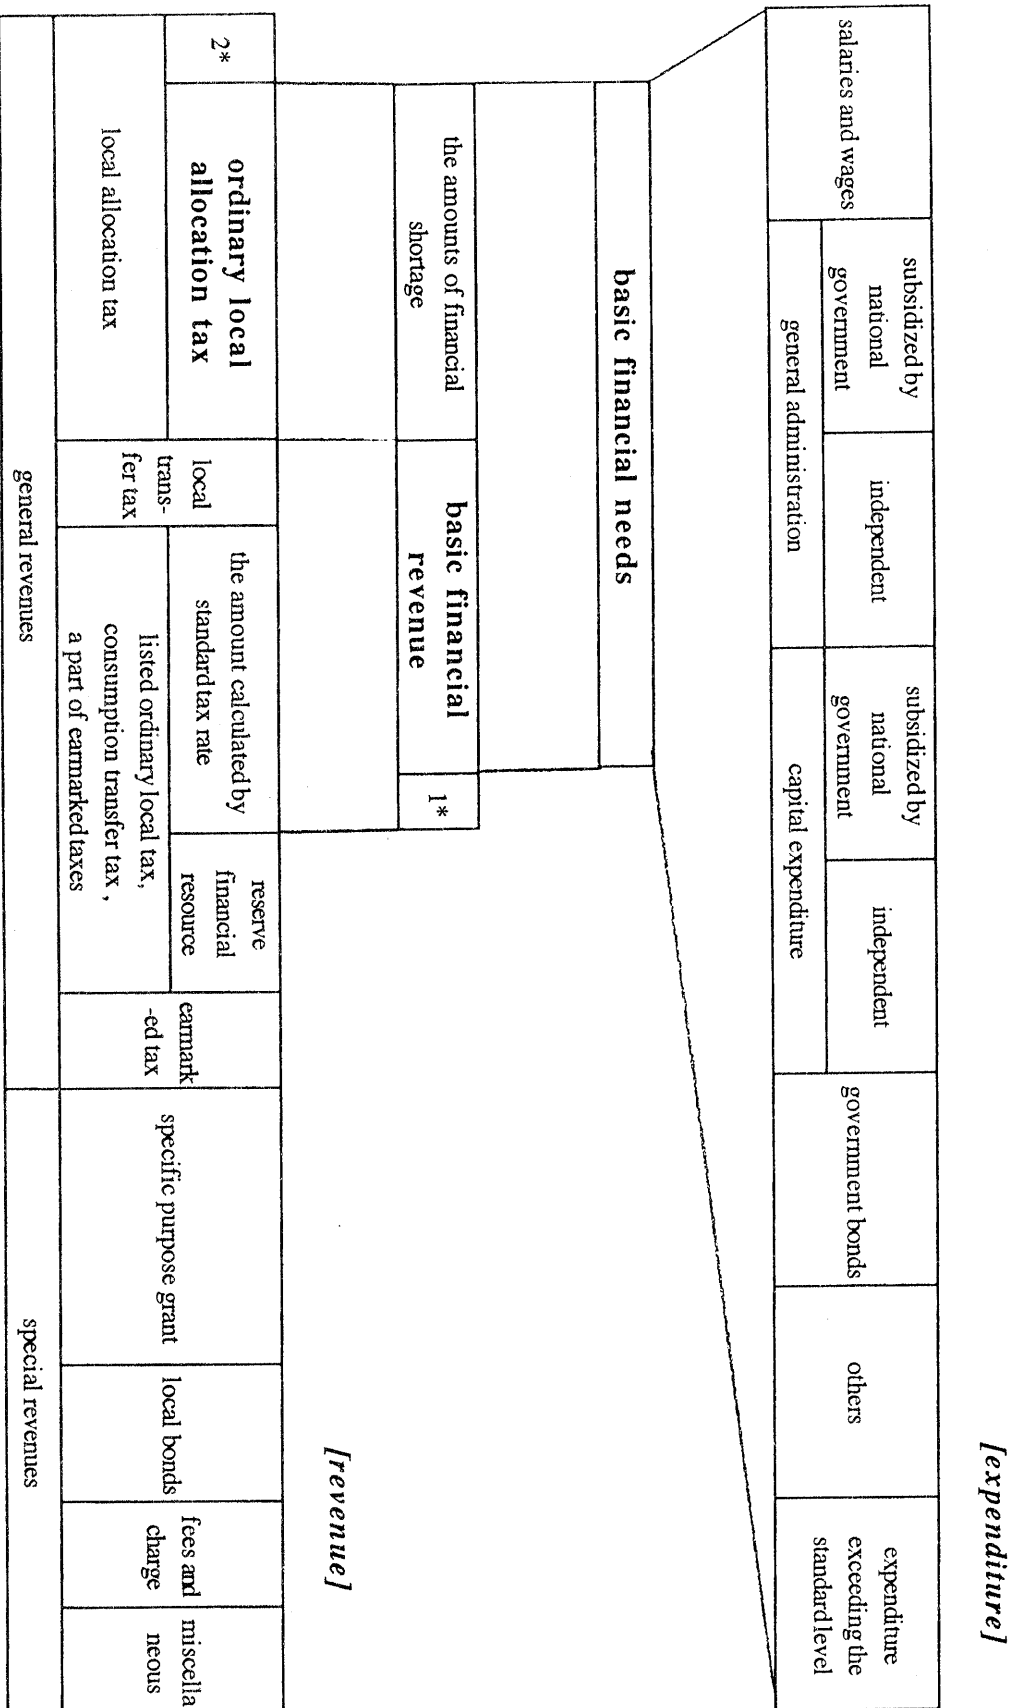 [expenditure]
salaries and wages
subsidized by
national
government
independent
general administration
subsidized by
national
government
independent
capital expenditure
government bonds
others
expenditure
exceeding the
standard level
basic financial needs
the amounts of financial
shortage
basic financial
revenue
1*
[revenue]
2*
ordinary local
allocation tax
local allocation tax
local
trans-
fer tax
the amount calculated by
standard tax rate
reserve
financial
resource
listed ordinary local tax,
consumption transfer tax,
a part of earmarked taxes
earmark
-ed tax
specific purpose grant
local bonds
fees and
charge
miscella
neous
general revenues
special revenues